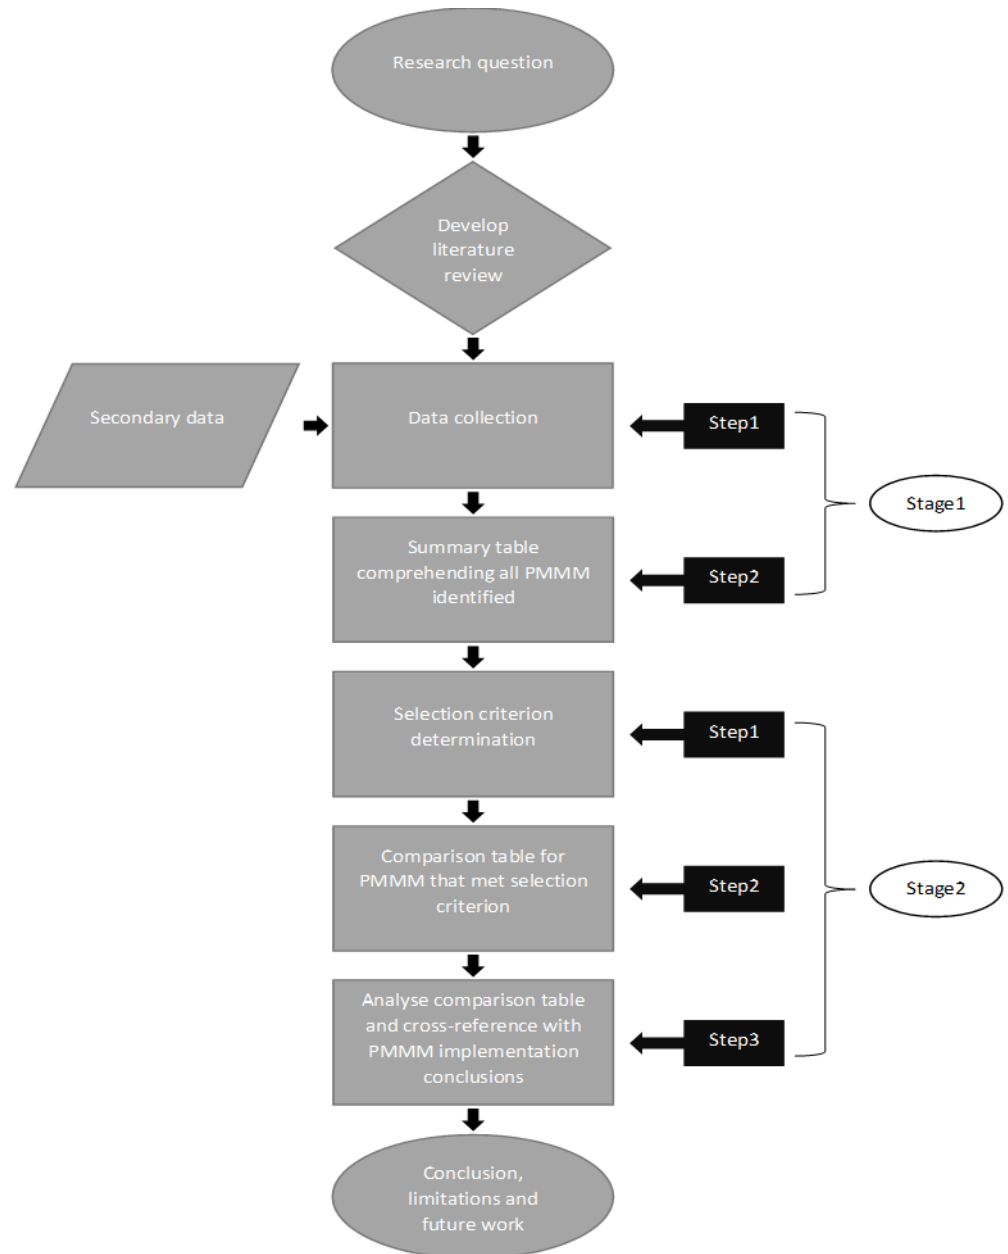 Research question
Develop
literature
review
Secondary data
Data collection
Step1
Stage1
Summary table
comprehending all PMMM
identified
Step2
Selection criterion
determination
Step1
Comparison table for
PMMM that met selection
criterion
Step2
Stage2
Analyse comparison table
and cross-reference with
PMMM implementation
conclusions
Step3
Conclusion,
limitations and
future work